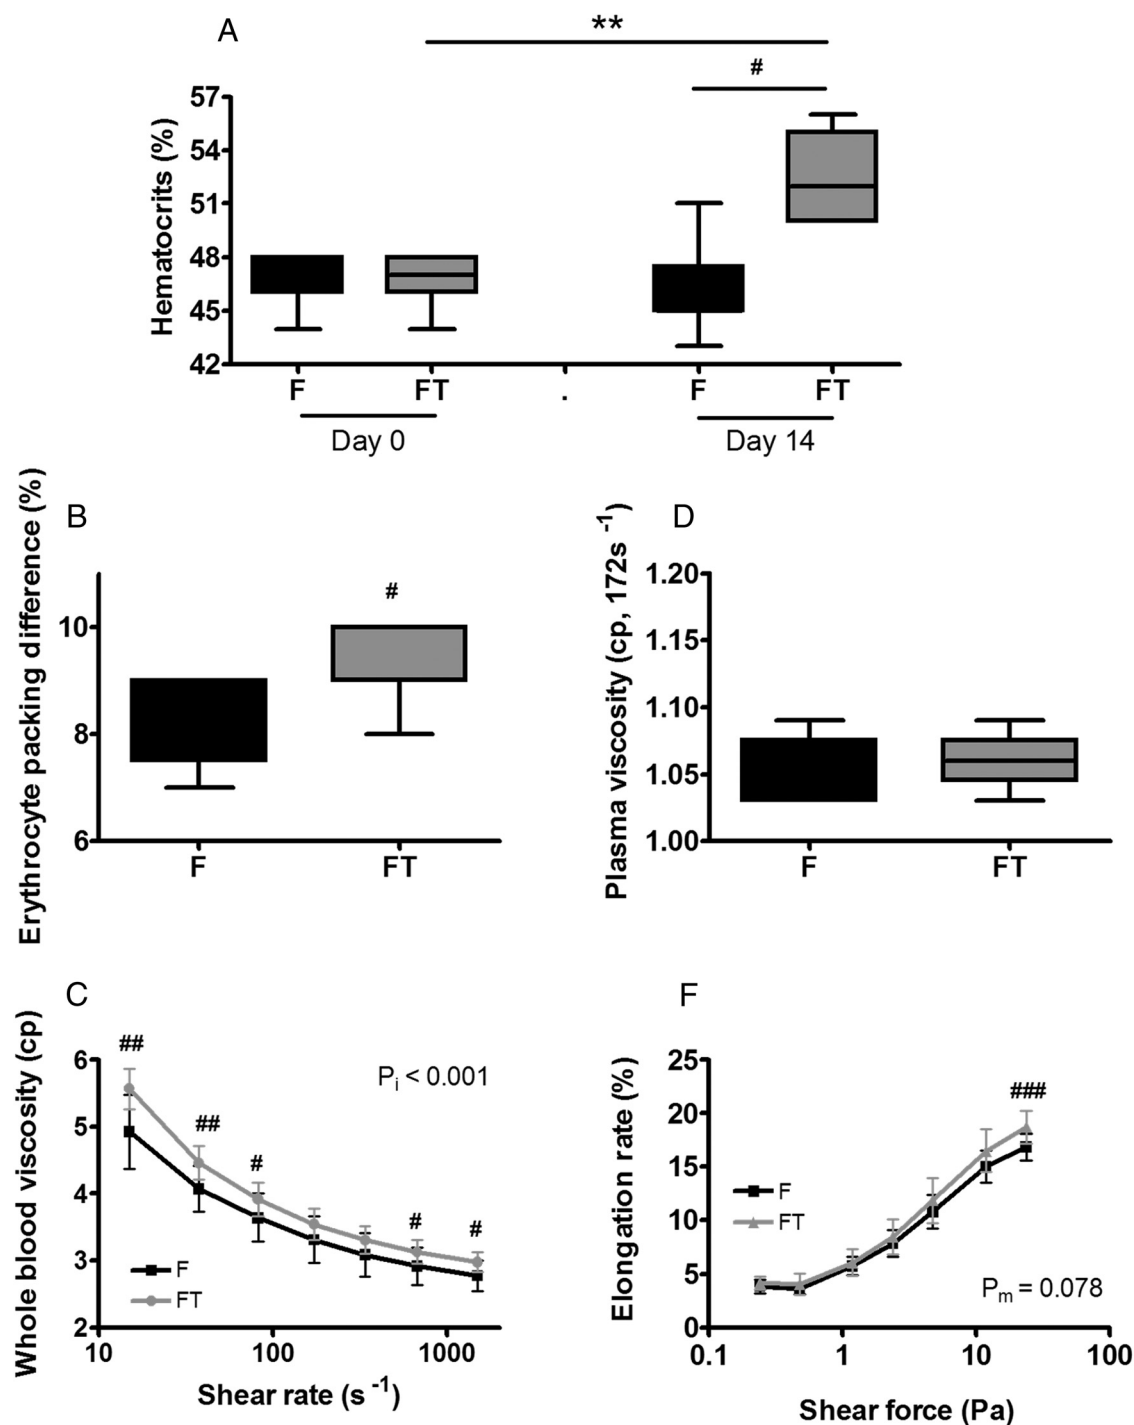 A
**
#
Hematocrits (%)
57
54
51
48
45
42
F
FT
.
F
FT
Day 0
Day 14
B
Erythrocyte packing difference (%)
#
10
8
6
F
FT
D
Plasma viscosity (cp, 172s -1)
1.20
1.15
1.10
1.05
1.00
F
FT
C
Whole blood viscosity (cp)
6
5
4
3
2
##
##
#
#
#
Pi < 0.001
F
FT
10
100
1000
Shear rate (s -1)
F
Elongation rate (%)
25
20
15
10
5
0
###
F
FT
Pm = 0.078
0.1
1
10
100
Shear force (Pa)